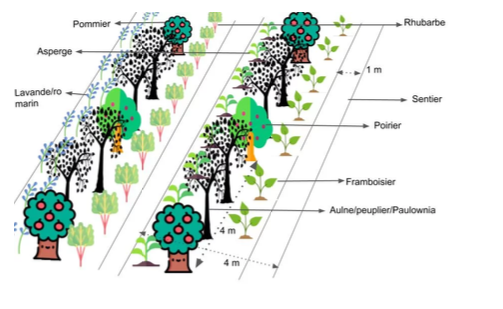 Pommier
Rhubarbe
Asperge
1 m
Lavande/ro
marin
Sentier
Poirier
Framboisier
Aulne/peuplier/Paulownia
4 m
4 m